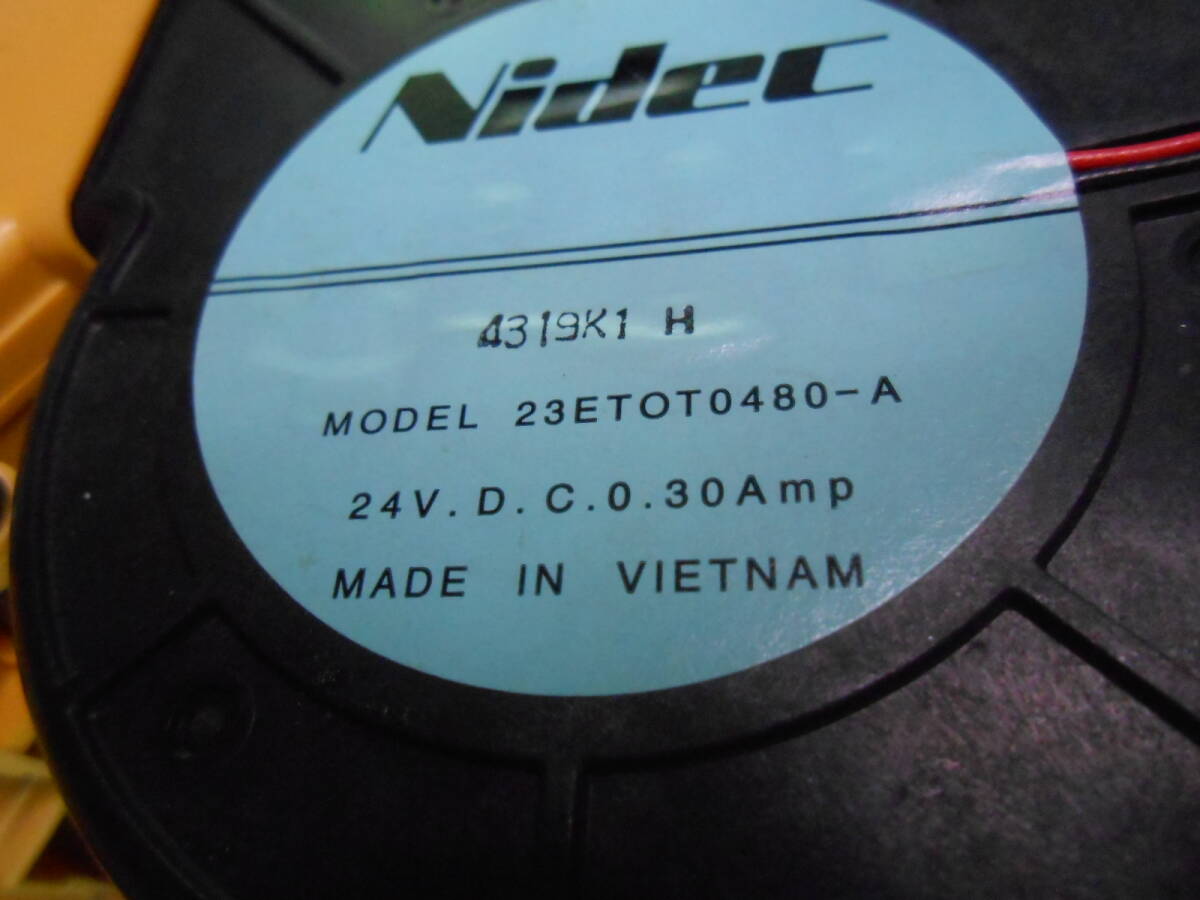 Nidec
4319K1 H
MODEL 23ETOT0480-A
24V.D.C.0.30Amp
MADE IN VIETNAM